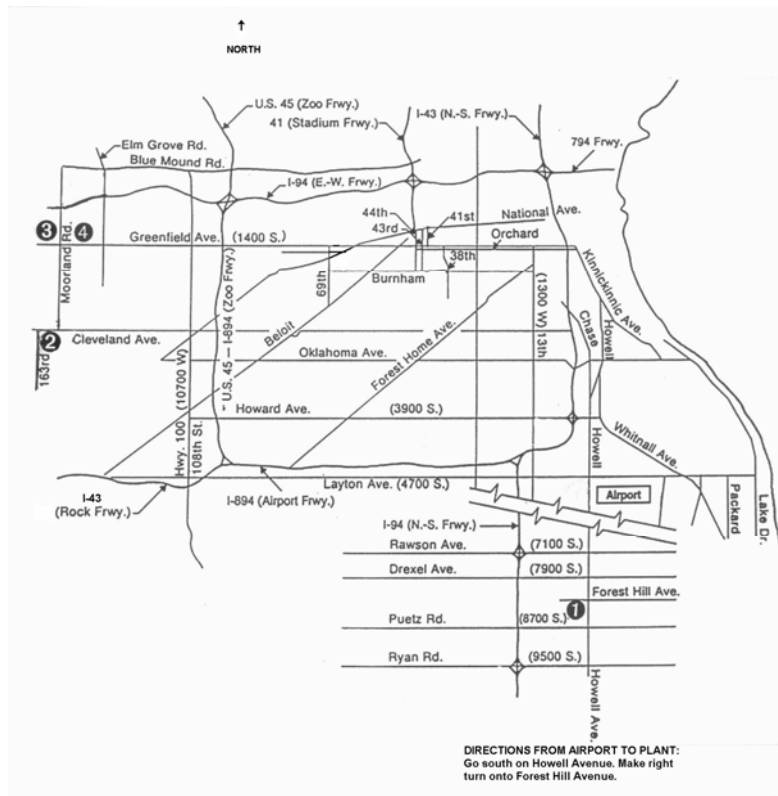 ↑
NORTH
U.S. 45 (Zoo Frwy.)
41 (Stadium Frwy.)
I-43 (N.-S. Frwy.)
794 Frwy.
Elm Grove Rd.
Blue Mound Rd.
I-94 (E.-W. Frwy.)
44th
43rd
41st
National Ave.
Orchard
38th
3
4
Moorland Rd.
Greenfield Ave. (1400 S.)
69th
Burnham
(1300 W) 13th
Kinnickinnic Ave.
Chase
Howell
2
163rd
Cleveland Ave.
Beloit
U.S. 45 — I-894 (Zoo Frwy.)
Forest Home Ave.
Oklahoma Ave.
Hwy. 100 (10700 W)
108th St.
Howard Ave. (3900 S.)
Howell
Whitnall Ave.
Layton Ave. (4700 S.)
I-43
(Rock Frwy.)
I-894 (Airport Frwy.)
Airport
Packard
Lake Dr.
I-94 (N.-S. Frwy.)
Rawson Ave. (7100 S.)
Drexel Ave. (7900 S.)
Forest Hill Ave.
1
Puetz Rd. (8700 S.)
Ryan Rd. (9500 S.)
Howell Ave.
DIRECTIONS FROM AIRPORT TO PLANT:
Go south on Howell Avenue. Make right
turn onto Forest Hill Avenue.